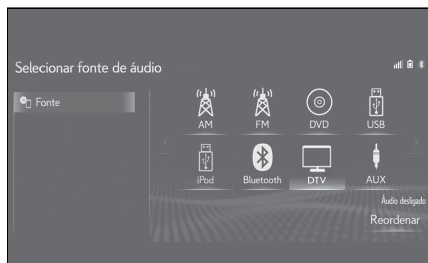 Selecionar fonte de áudio
Fonte
AM FM DVD USB
iPod Bluetooth DTV AUX
Áudio desligado
Reordenar